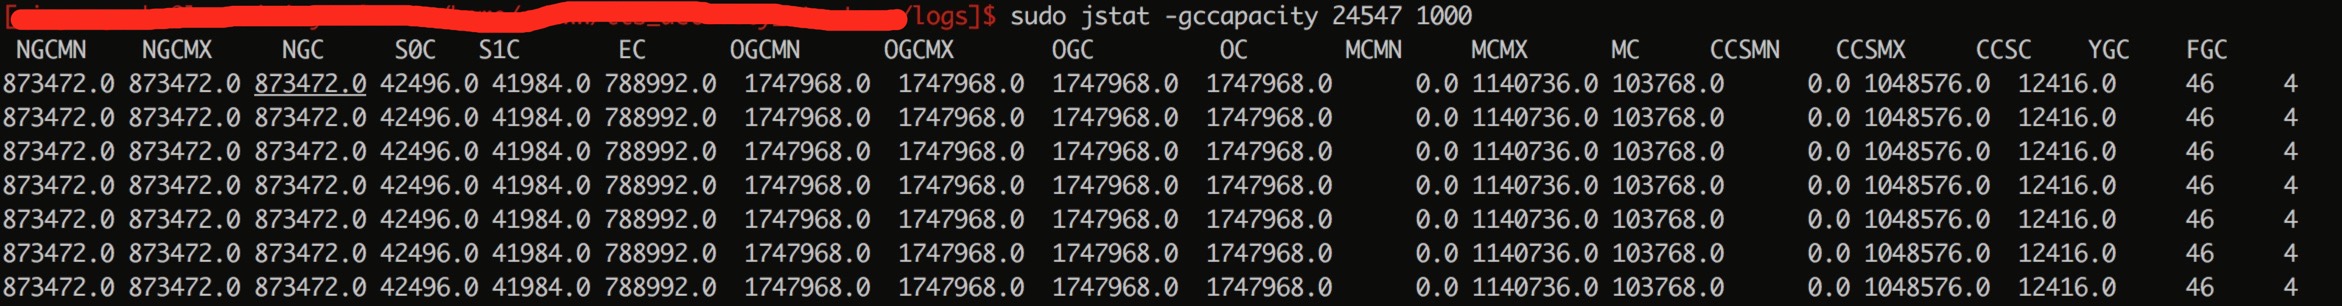 /logs]$ sudo jstat -gccapacity 24547 1000
NGCMN NGCMX NGC S0C S1C EC OGCMN OGCMX OGC OC MCMN MCMX MC CCSMN CCSMX CCSC YGC FGC
873472.0 873472.0 873472.0 42496.0 41984.0 788992.0 1747968.0 1747968.0 1747968.0 1747968.0 0.0 1140736.0 103768.0 0.0 1048576.0 12416.0 46 4
873472.0 873472.0 873472.0 42496.0 41984.0 788992.0 1747968.0 1747968.0 1747968.0 1747968.0 0.0 1140736.0 103768.0 0.0 1048576.0 12416.0 46 4
873472.0 873472.0 873472.0 42496.0 41984.0 788992.0 1747968.0 1747968.0 1747968.0 1747968.0 0.0 1140736.0 103768.0 0.0 1048576.0 12416.0 46 4
873472.0 873472.0 873472.0 42496.0 41984.0 788992.0 1747968.0 1747968.0 1747968.0 1747968.0 0.0 1140736.0 103768.0 0.0 1048576.0 12416.0 46 4
873472.0 873472.0 873472.0 42496.0 41984.0 788992.0 1747968.0 1747968.0 1747968.0 1747968.0 0.0 1140736.0 103768.0 0.0 1048576.0 12416.0 46 4
873472.0 873472.0 873472.0 42496.0 41984.0 788992.0 1747968.0 1747968.0 1747968.0 1747968.0 0.0 1140736.0 103768.0 0.0 1048576.0 12416.0 46 4
873472.0 873472.0 873472.0 42496.0 41984.0 788992.0 1747968.0 1747968.0 1747968.0 1747968.0 0.0 1140736.0 103768.0 0.0 1048576.0 12416.0 46 4